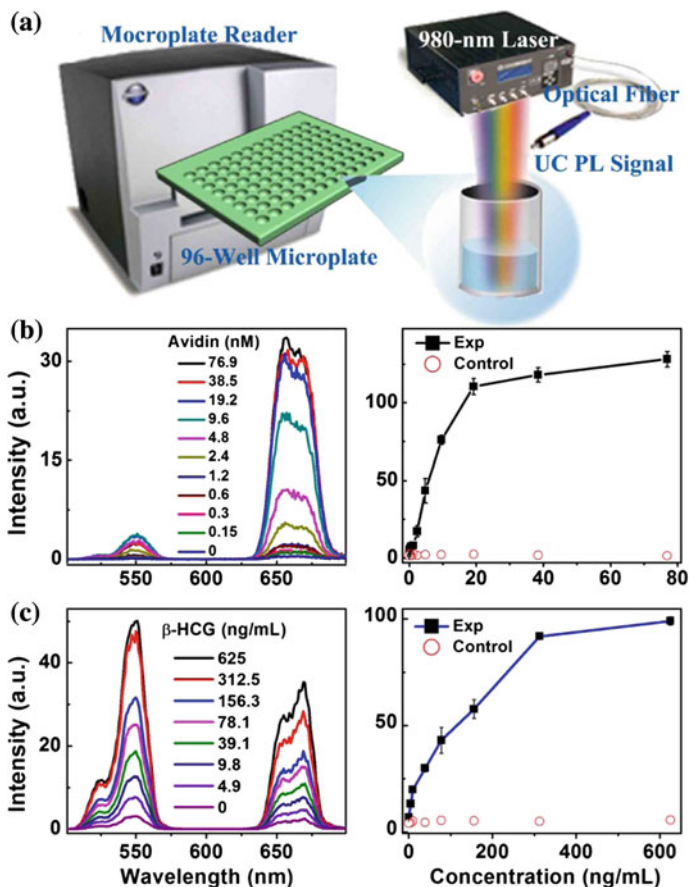 (a)
Mocroplate Reader
980-nm Laser
Optical Fiber
UC PL Signal
96-Well Microplate
(b)
Intensity (a.u.)
30
15
0
Avidin (nM)
76.9
38.5
19.2
9.6
4.8
2.4
1.2
0.6
0.3
0.15
0
550
600
650
Exp
Control
100
50
0
0
20
40
60
80
(c)
Intensity (a.u.)
40
20
0
β-HCG (ng/mL)
625
312.5
156.3
78.1
39.1
9.8
4.9
0
550
600
650
Wavelength (nm)
Exp
Control
100
50
0
0
200
400
600
Concentration (ng/mL)